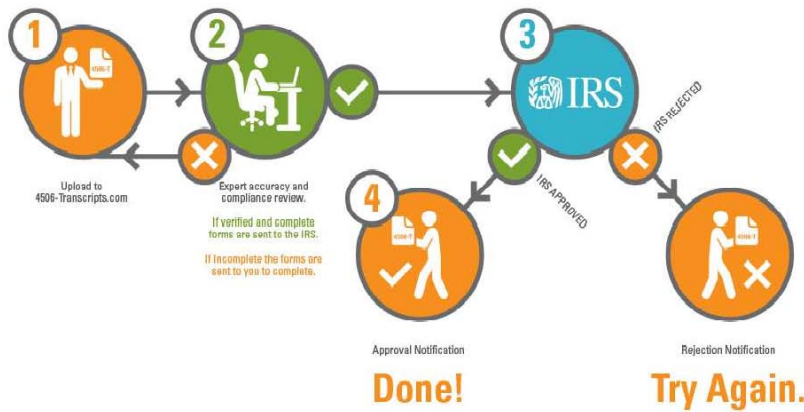 1
4506-T
2
3
IRS
IRS REJECTED
Upload to
4506-Transcripts.com
Expert accuracy and
compliance review.
If verified and complete
forms are sent to the IRS.
If Incomplete the forms are
sent to you to complete.
IRS APPROVED
4
4506-T
4506-T
Approval Notification
Rejection Notification
Done!
Try Again.